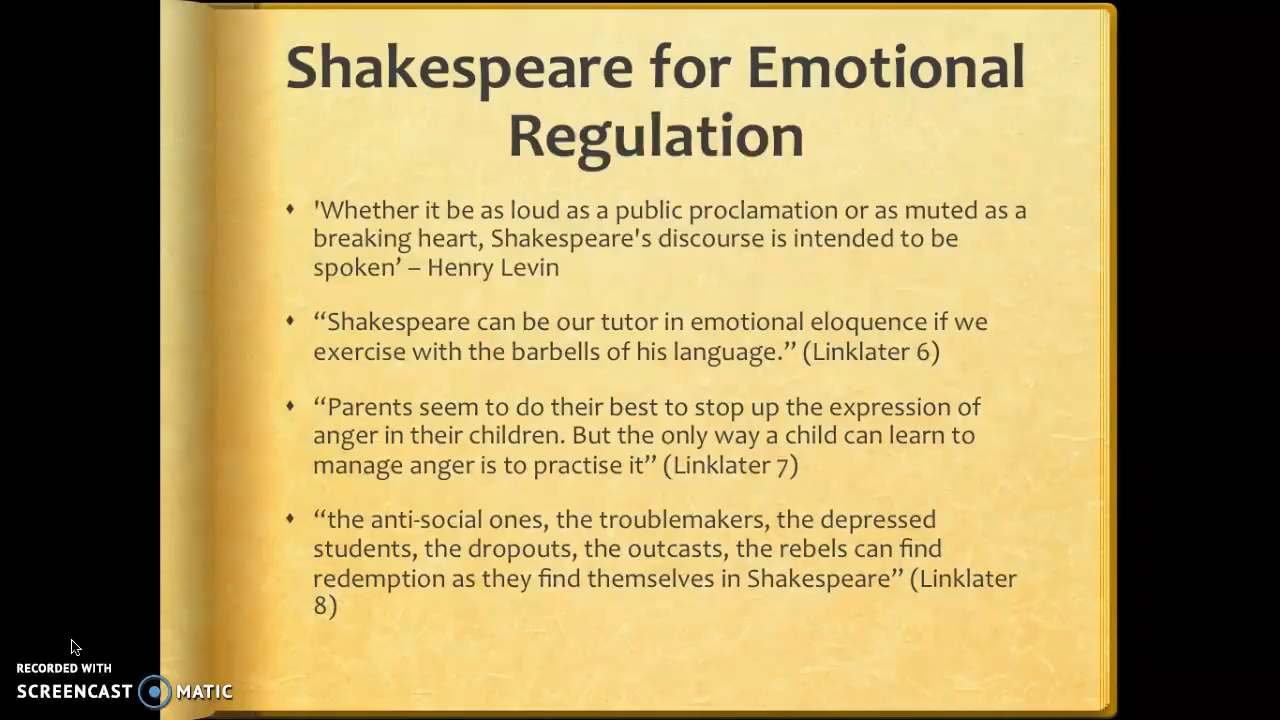 Shakespeare for Emotional
Regulation
'Whether it be as loud as a public proclamation or as muted as a
breaking heart, Shakespeare's discourse is intended to be
spoken’ – Henry Levin
“Shakespeare can be our tutor in emotional eloquence if we
exercise with the barbells of his language.” (Linklater 6)
“Parents seem to do their best to stop up the expression of
anger in their children. But the only way a child can learn to
manage anger is to practise it” (Linklater 7)
“the anti-social ones, the troublemakers, the depressed
students, the dropouts, the outcasts, the rebels can find
redemption as they find themselves in Shakespeare” (Linklater
8)
RECORDED WITH
SCREENCAST MATIC